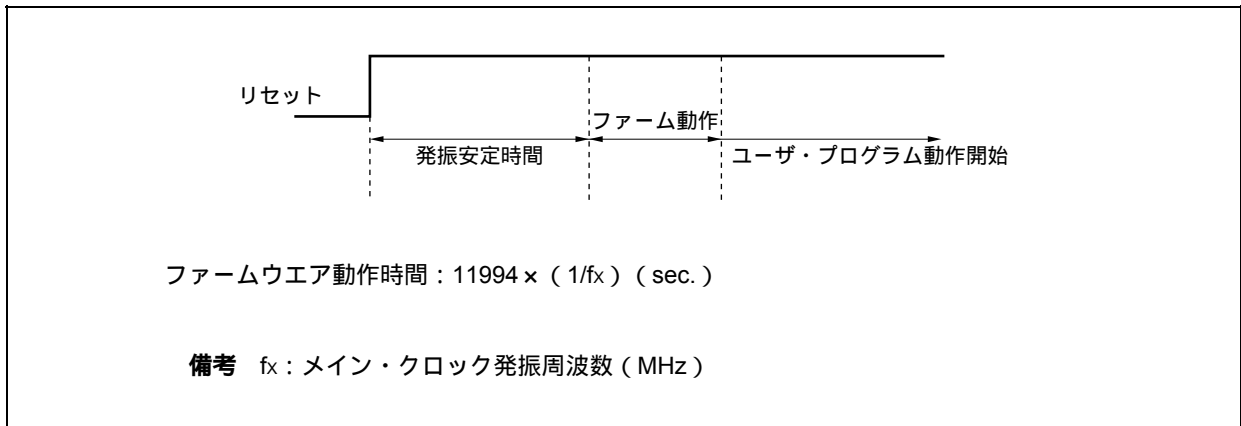 リセット
ファーム動作
発振安定時間
ユーザ・プログラム動作開始
ファームウエア動作時間：11994×（1/fx）（sec.）
備考　fx：メイン・クロック発振周波数（MHz）